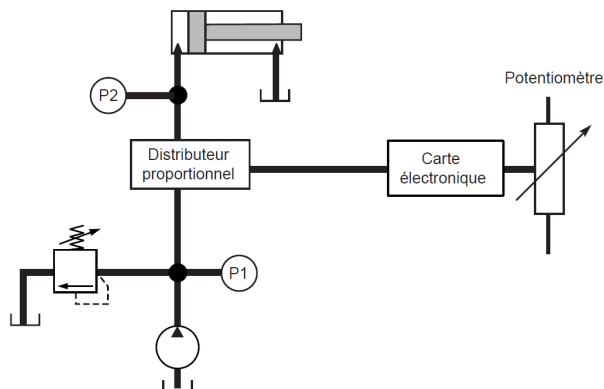 Potentiomètre
P2
Distributeur
proportionnel
Carte
électronique
P1